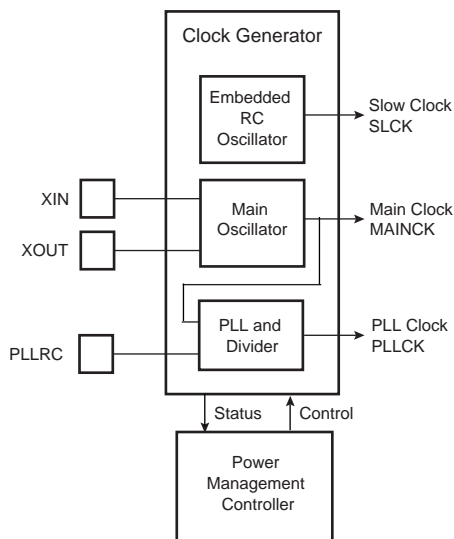 Clock Generator
Embedded
RC
Oscillator
Slow Clock
SLCK
XIN
Main
Oscillator
Main Clock
MAINCK
XOUT
PLL and
Divider
PLL Clock
PLLCK
PLLRC
Status
Control
Power
Management
Controller